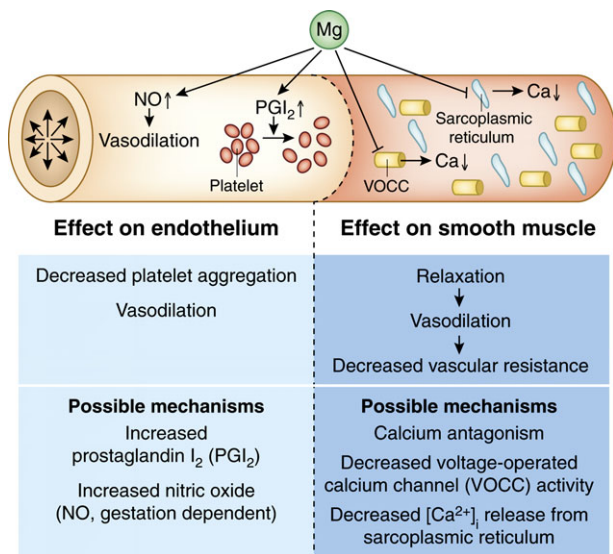 Mg
NO↑
Vasodilation
PGI₂↑
Platelet
Ca↓
Sarcoplasmic
reticulum
Ca↓
VOCC
Effect on endothelium
Effect on smooth muscle
Decreased platelet aggregation
Vasodilation
Relaxation
Vasodilation
Decreased vascular resistance
Possible mechanisms
Increased
prostaglandin I₂ (PGI₂)
Increased nitric oxide
(NO, gestation dependent)
Possible mechanisms
Calcium antagonism
Decreased voltage-operated
calcium channel (VOCC) activity
Decreased [Ca²⁺]ᵢ release from
sarcoplasmic reticulum